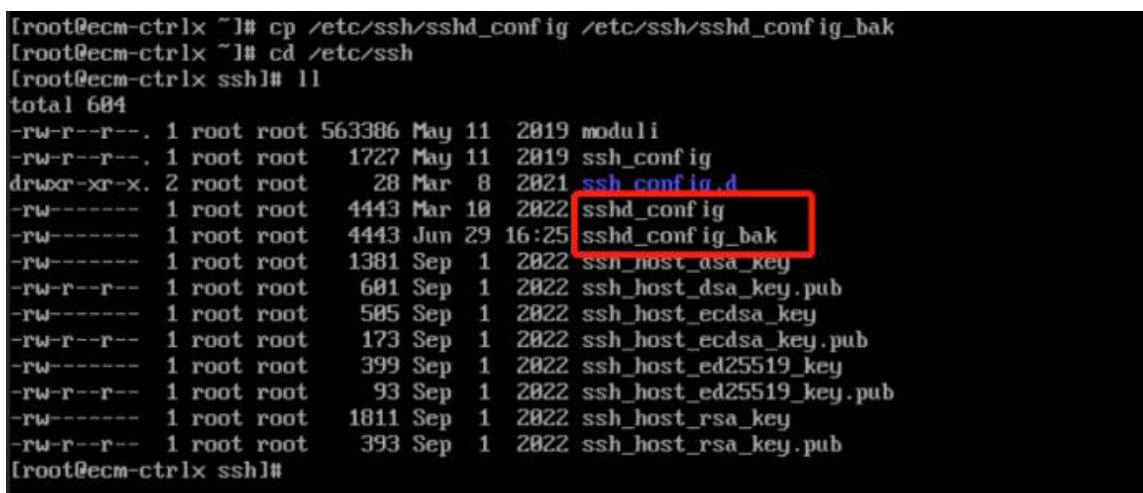 [root@ecm-ctrlx ~]# cp /etc/ssh/sshd_config /etc/ssh/sshd_config_bak
[root@ecm-ctrlx ~]# cd /etc/ssh
[root@ecm-ctrlx ssh]# ll
total 604
-rw-r--r--. 1 root root 563386 May 11  2019 moduli
-rw-r--r--. 1 root root   1727 May 11  2019 ssh_config
drwxr-xr-x. 2 root root     28 Mar  8  2021 ssh_config.d
-rw-------  1 root root   4443 Mar 10  2022 sshd_config
-rw-------  1 root root   4443 Jun 29 16:25 sshd_config_bak
-rw-------  1 root root   1381 Sep  1  2022 ssh_host_dsa_key
-rw-r--r--  1 root root    601 Sep  1  2022 ssh_host_dsa_key.pub
-rw-------  1 root root    505 Sep  1  2022 ssh_host_ecdsa_key
-rw-r--r--  1 root root    173 Sep  1  2022 ssh_host_ecdsa_key.pub
-rw-------  1 root root    399 Sep  1  2022 ssh_host_ed25519_key
-rw-r--r--  1 root root     93 Sep  1  2022 ssh_host_ed25519_key.pub
-rw-------  1 root root   1811 Sep  1  2022 ssh_host_rsa_key
-rw-r--r--  1 root root    393 Sep  1  2022 ssh_host_rsa_key.pub
[root@ecm-ctrlx ssh]#